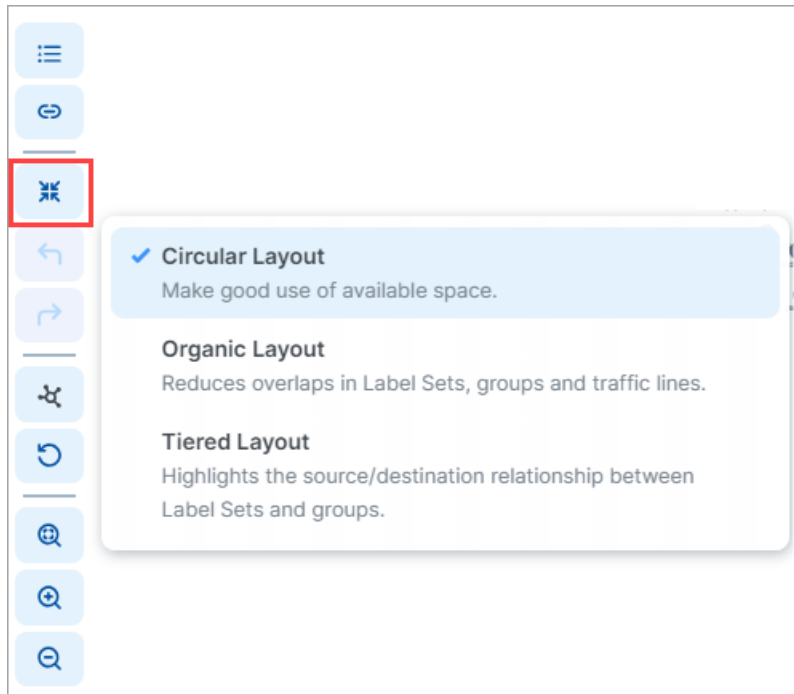 Circular Layout
Make good use of available space.
Organic Layout
Reduces overlaps in Label Sets, groups and traffic lines.
Tiered Layout
Highlights the source/destination relationship between
Label Sets and groups.